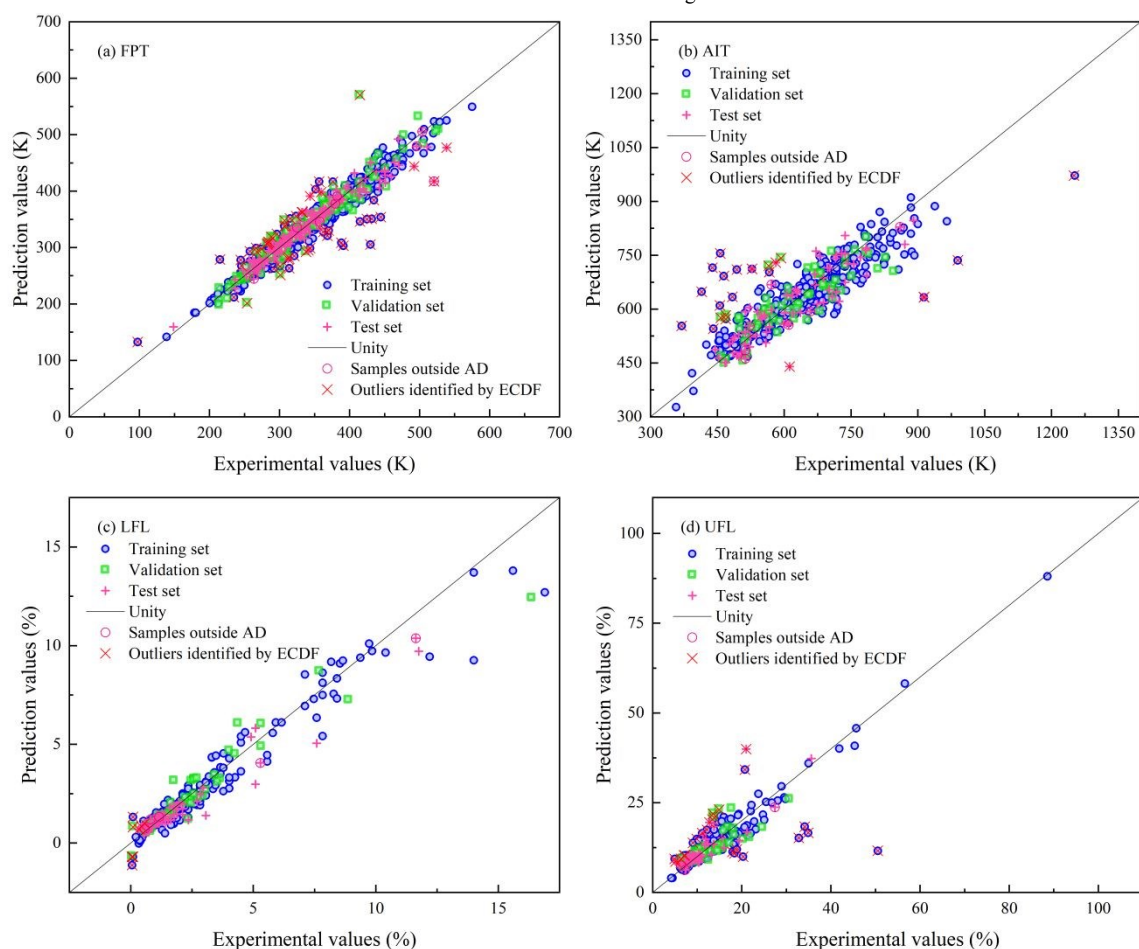 g
700
600
500
400
300
200
100
0
0 100 200 300 400 500 600 700
Prediction values (K)
Experimental values (K)
(a) FPT
Training set
Validation set
Test set
Unity
Samples outside AD
Outliers identified by ECDF
1350
1200
1050
900
750
600
450
300
300 450 600 750 900 1050 1200 1350
Prediction values (K)
Experimental values (K)
(b) AIT
Training set
Validation set
Test set
Unity
Samples outside AD
Outliers identified by ECDF
15
10
5
0
0 5 10 15
Prediction values (%)
Experimental values (%)
(c) LFL
Training set
Validation set
Test set
Unity
Samples outside AD
Outliers identified by ECDF
100
75
50
25
0
0 20 40 60 80 100
Prediction values (%)
Experimental values (%)
(d) UFL
Training set
Validation set
Test set
Unity
Samples outside AD
Outliers identified by ECDF